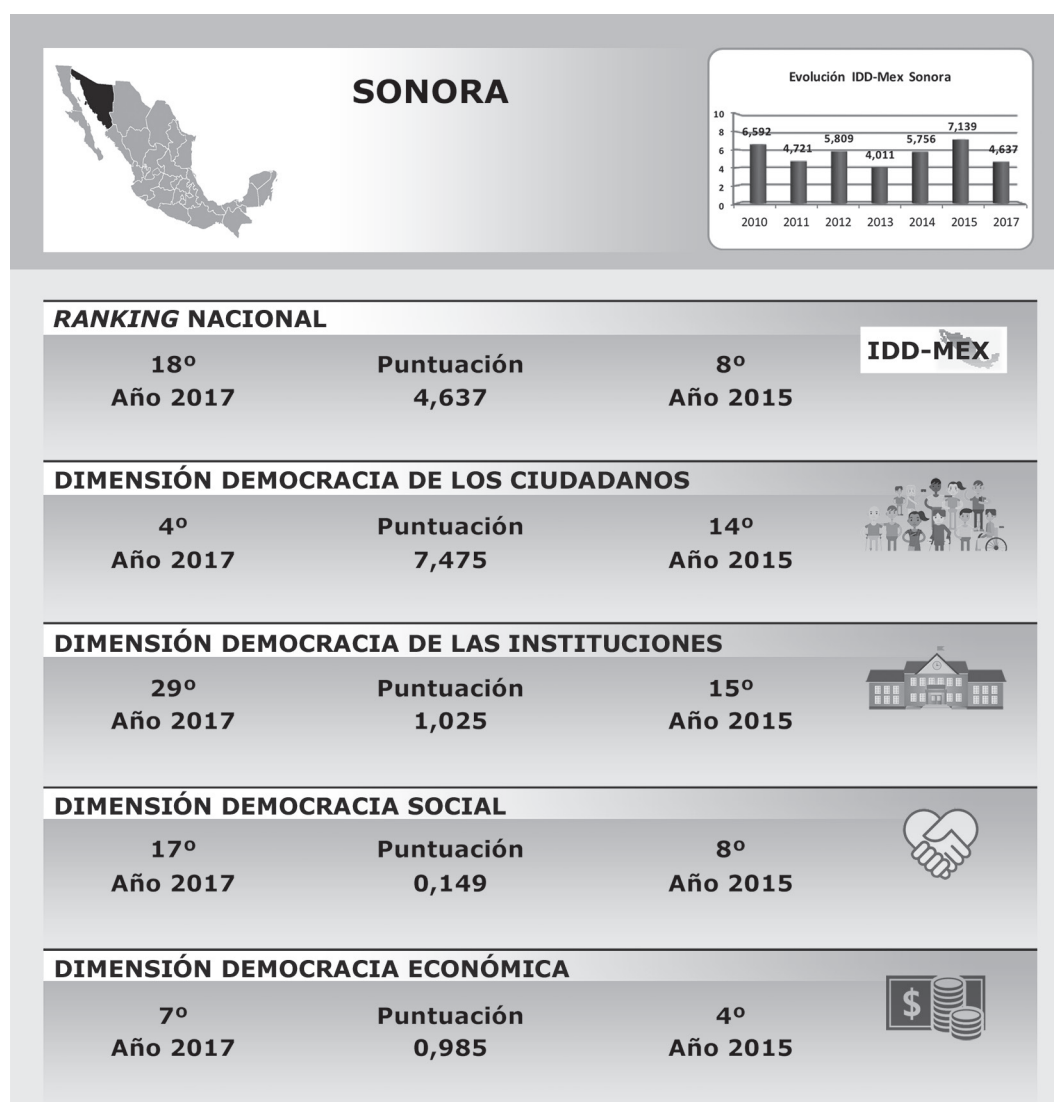 SONORA
Evolución IDD-Mex Sonora
10
8
6
4
2
0
6,592
4,721
5,809
4,011
5,756
7,139
4,637
2010 2011 2012 2013 2014 2015 2017
RANKING NACIONAL
IDD-MEX
18º Puntuación 8º
Año 2017 4,637 Año 2015
DIMENSIÓN DEMOCRACIA DE LOS CIUDADANOS
4º Puntuación 14º
Año 2017 7,475 Año 2015
DIMENSIÓN DEMOCRACIA DE LAS INSTITUCIONES
29º Puntuación 15º
Año 2017 1,025 Año 2015
DIMENSIÓN DEMOCRACIA SOCIAL
17º Puntuación 8º
Año 2017 0,149 Año 2015
DIMENSIÓN DEMOCRACIA ECONÓMICA
$
7º Puntuación 4º
Año 2017 0,985 Año 2015